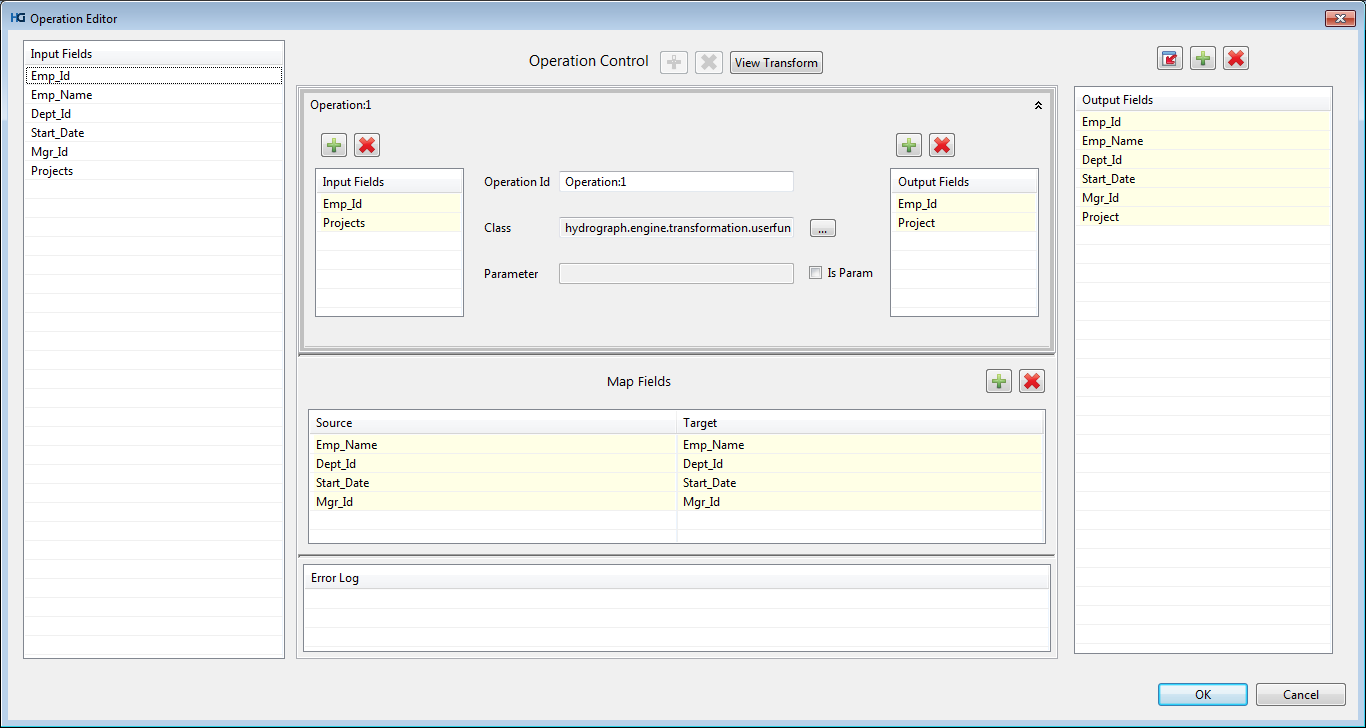 HG Operation Editor
Input Fields
Emp_Id
Emp_Name
Dept_Id
Start_Date
Mgr_Id
Projects
Operation Control
View Transform
Operation:1
Input Fields
Emp_Id
Projects
Operation Id Operation:1
Class hydrograph.engine.transformation.userfun ...
Parameter
Is Param
Output Fields
Emp_Id
Project
Map Fields
Source Target
Emp_Name Emp_Name
Dept_Id Dept_Id
Start_Date Start_Date
Mgr_Id Mgr_Id
Error Log
Output Fields
Emp_Id
Emp_Name
Dept_Id
Start_Date
Mgr_Id
Project
OK Cancel